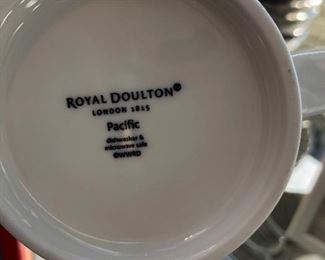 ROYAL DOULTON®
LONDON 1815
Pacific
dishwasher &
microwave safe
©WWRD